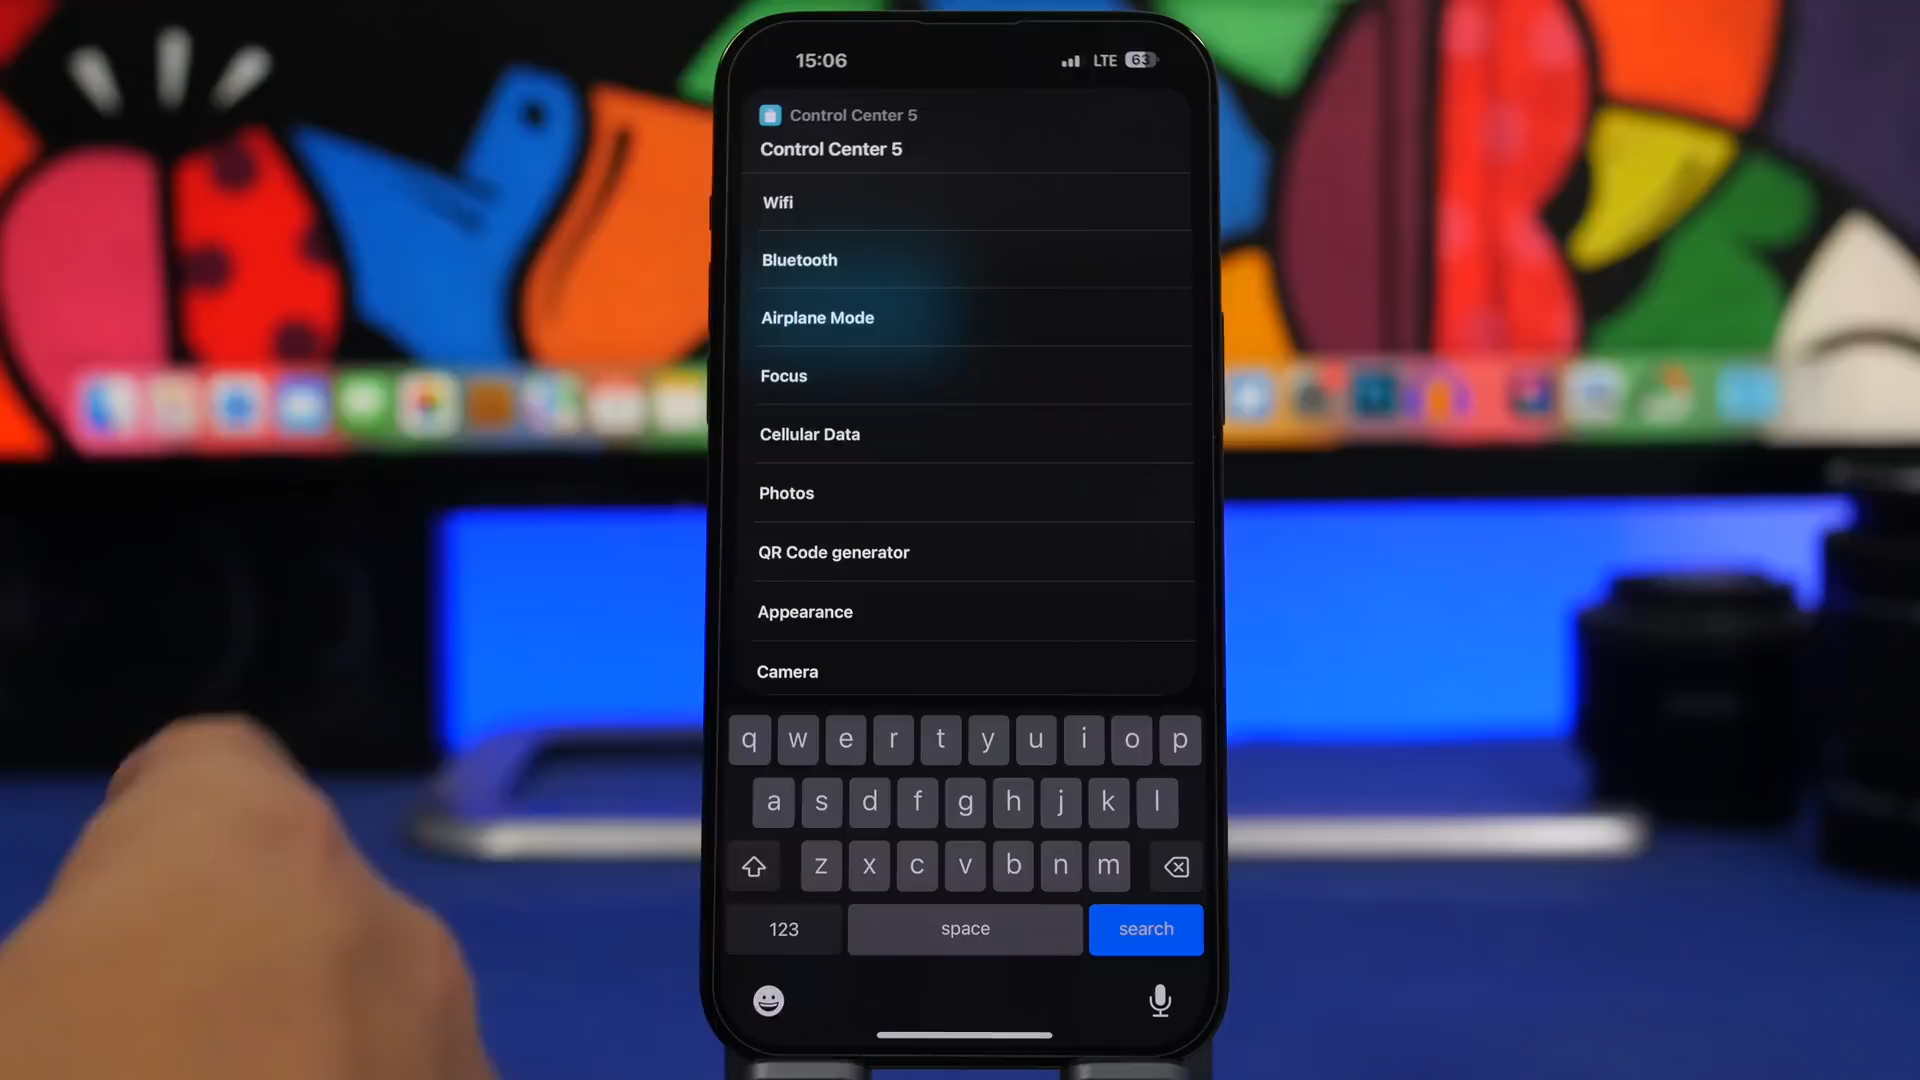 15:06 LTE 63
Control Center 5
Control Center 5
Wifi
Bluetooth
Airplane Mode
Focus
Cellular Data
Photos
QR Code generator
Appearance
Camera
q w e r t y u i o p
a s d f g h j k l
z x c v b n m
123 space search